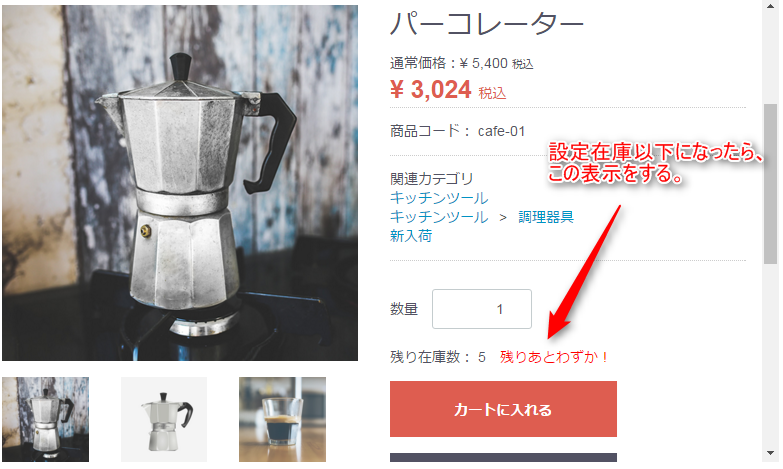 パーコレーター
通常価格：¥ 5,400 税込
¥ 3,024 税込
商品コード： cafe-01
設定在庫以下になったら、
この表示をする。
関連カテゴリ
キッチンツール
キッチンツール > 調理器具
新入荷
数量 1
残り在庫数： 5 残りあとわずか！
カートに入れる